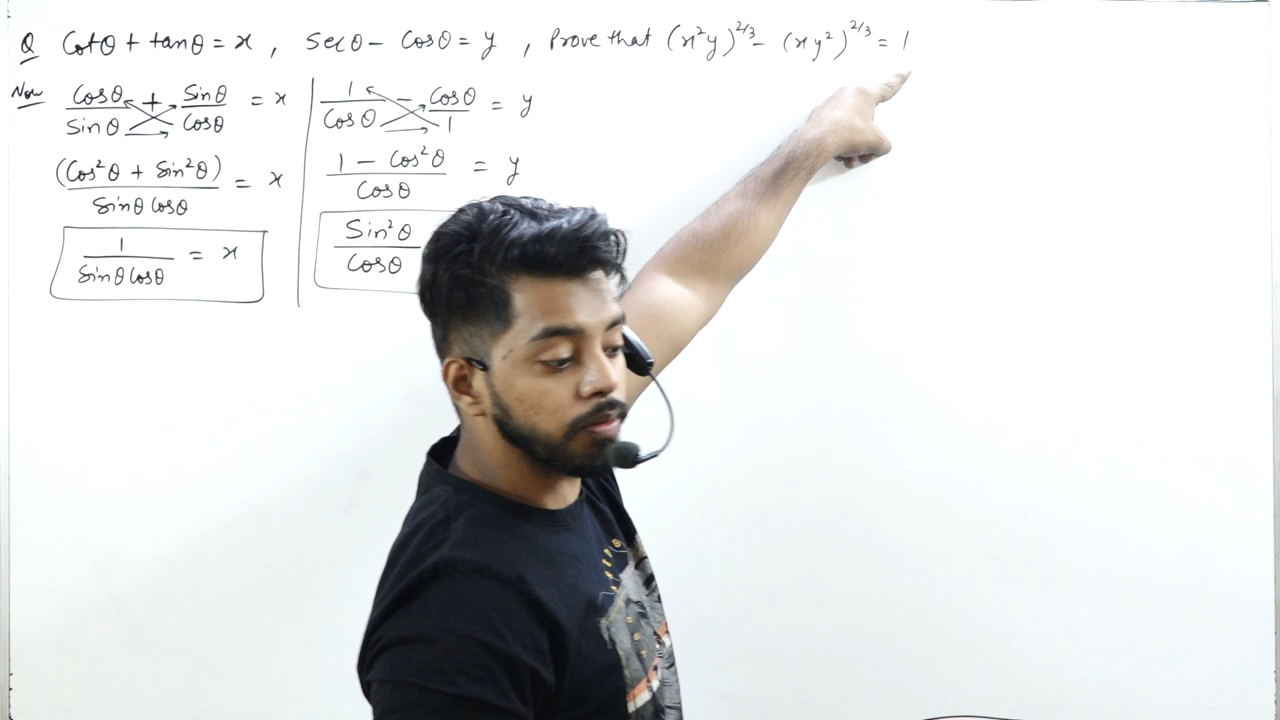 Q Cotθ + tanθ = x , Secθ − Cosθ = y , Prove that (x²y)^2/3 − (xy²)^2/3 = 1
Now Cosθ/Sinθ + Sinθ/Cosθ = x
(Cos²θ + Sin²θ)/Sinθ Cosθ = x
1/Sinθ Cosθ = x
1/Cosθ − Cosθ/1 = y
1 − Cos²θ/Cosθ = y
Sin²θ/Cosθ